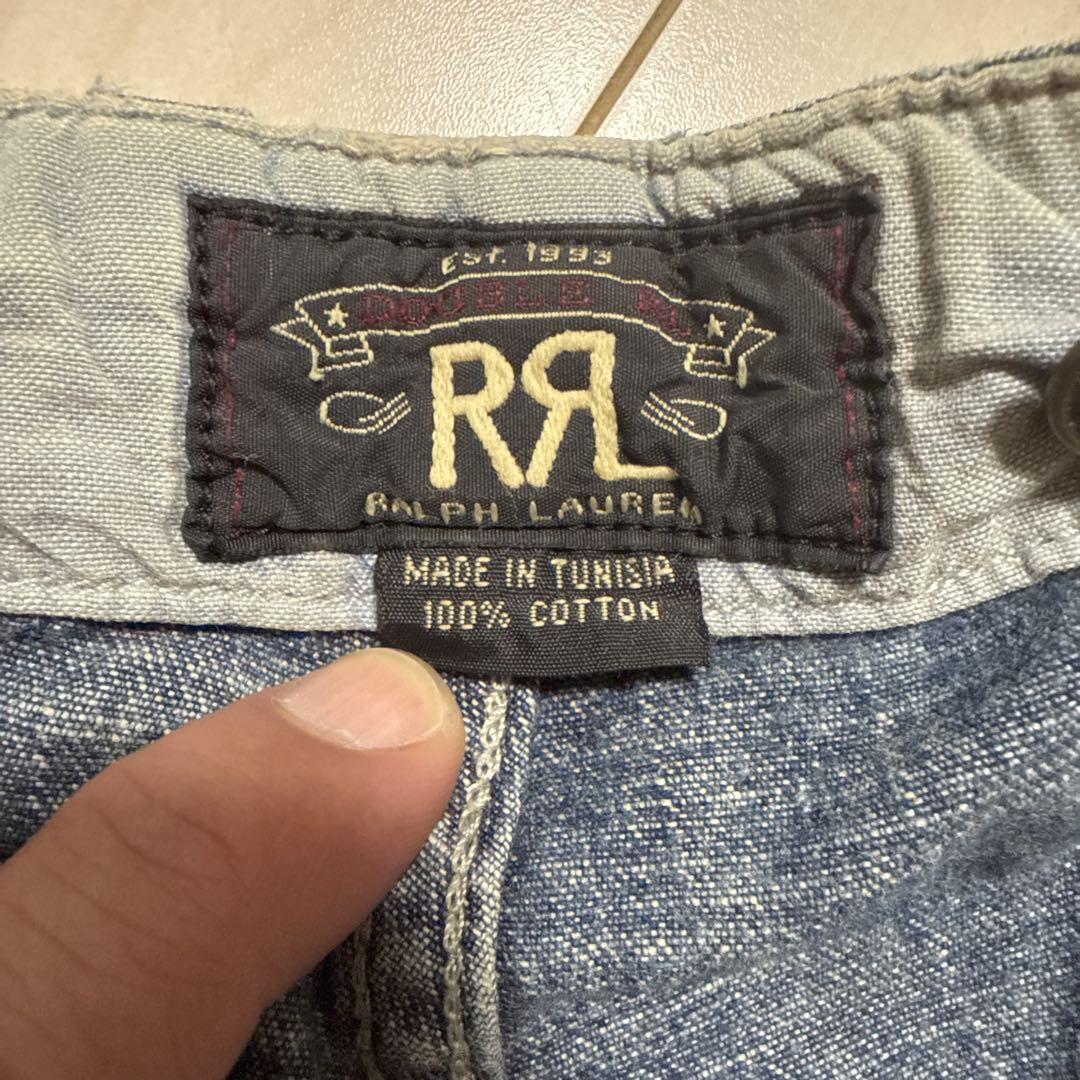 EST. 1993
DOUBLE RL
RRL
RALPH LAUREN
MADE IN TUNISIA
100% COTTON